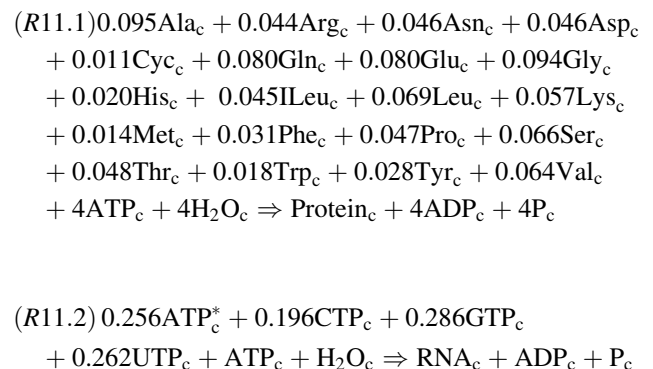 (R11.1)0.095Ala_c + 0.044Arg_c + 0.046Asn_c + 0.046Asp_c
+ 0.011Cyc_c + 0.080Gln_c + 0.080Glu_c + 0.094Gly_c
+ 0.020His_c + 0.045ILeu_c + 0.069Leu_c + 0.057Lys_c
+ 0.014Met_c + 0.031Phe_c + 0.047Pro_c + 0.066Ser_c
+ 0.048Thr_c + 0.018Trp_c + 0.028Tyr_c + 0.064Val_c
+ 4ATP_c + 4H₂O_c ⇒ Protein_c + 4ADP_c + 4P_c
(R11.2) 0.256ATP*_c + 0.196CTP_c + 0.286GTP_c
+ 0.262UTP_c + ATP_c + H₂O_c ⇒ RNA_c + ADP_c + P_c